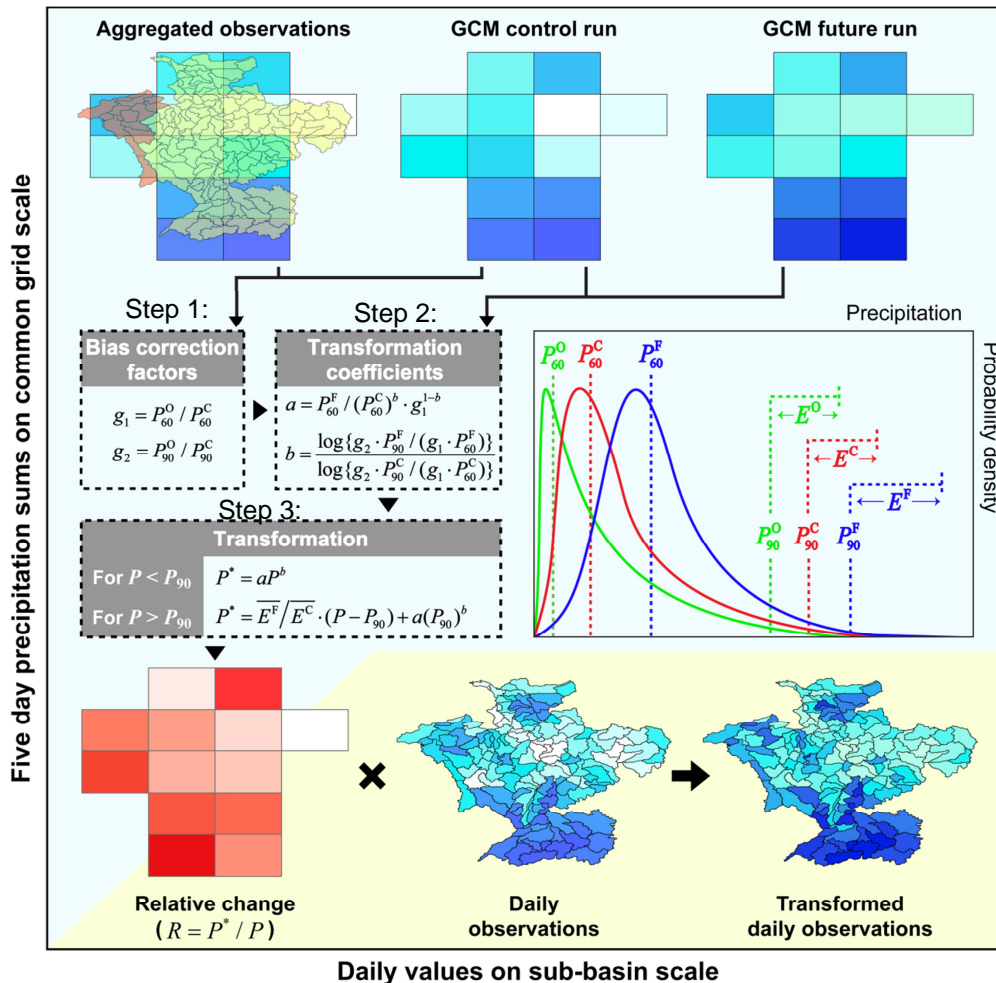 Aggregated observations
GCM control run
GCM future run
Five day precipitation sums on common grid scale
Step 1:
Bias correction
factors
g₁ = P₆₀ᴼ / P₆₀ᶜ
g₂ = P₉₀ᴼ / P₉₀ᶜ
Step 2:
Transformation
coefficients
a = P₆₀ᶠ / (P₆₀ᶜ)ᵇ · g₁¹⁻ᵇ
b = log{g₂ · P₉₀ᶠ / (g₁ · P₆₀ᶠ)} / log{g₂ · P₉₀ᶜ / (g₁ · P₆₀ᶜ)}
Step 3:
Transformation
For P < P₉₀ P* = aPᵇ
For P > P₉₀ P* = E̅ᶠ/E̅ᶜ · (P − P₉₀) + a(P₉₀)ᵇ
Precipitation
Probability density
P₆₀ᴼ P₆₀ᶜ P₆₀ᶠ
←Eᴼ→
←Eᶜ→
←Eᶠ→
P₉₀ᴼ P₉₀ᶜ P₉₀ᶠ
Relative change
(R = P* / P)
Daily
observations
Transformed
daily observations
Daily values on sub-basin scale